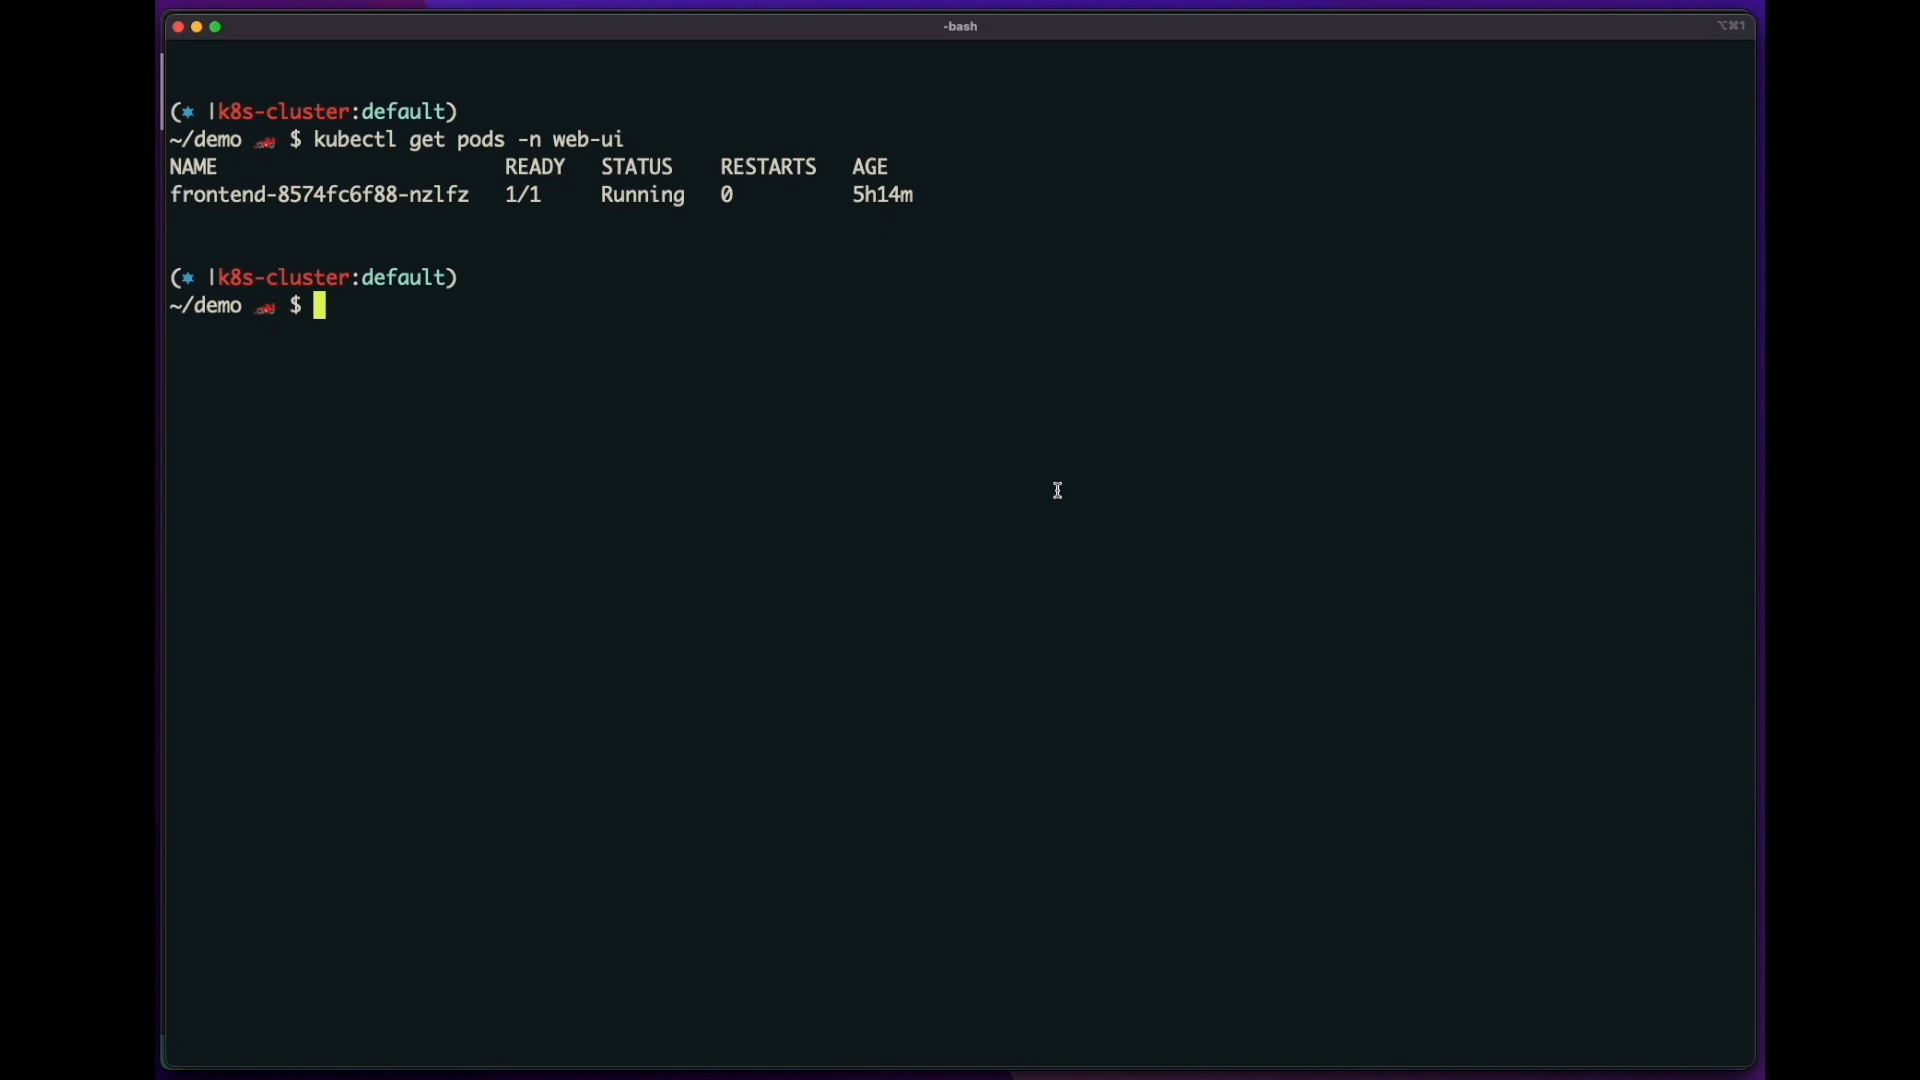 -bash
⌥⌘1
(⎈ |k8s-cluster:default)
~/demo 🏎️ $ kubectl get pods -n web-ui
NAME                        READY   STATUS    RESTARTS   AGE
frontend-8574fc6f88-nzlfz   1/1     Running   0          5h14m
(⎈ |k8s-cluster:default)
~/demo 🏎️ $